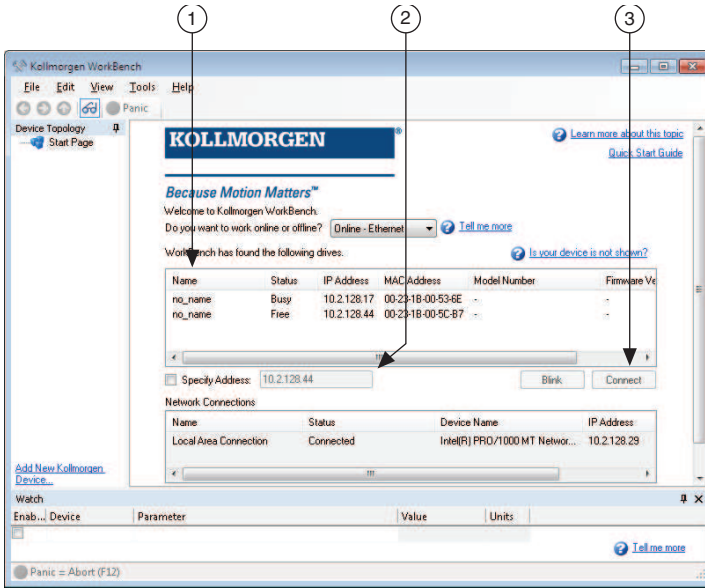 1 2 3
Kollmorgen WorkBench
File Edit View Tools Help
Panic
Device Topology
Start Page
KOLLMORGEN®
Learn more about this topic
Quick Start Guide
Because Motion Matters™
Welcome to Kollmorgen WorkBench.
Do you want to work online or offline? Online - Ethernet Tell me more
WorkBench has found the following drives. Is your device is not shown?
Name Status IP Address MAC Address Model Number Firmware Ve
no_name Busy 10.2.128.17 00-23-1B-00-53-6E - -
no_name Free 10.2.128.44 00-23-1B-00-5C-B7 - -
Specify Address: 10.2.128.44 Blink Connect
Network Connections
Name Status Device Name IP Address
Local Area Connection Connected Intel(R) PRO/1000 MT Networ... 10.2.128.29
Add New Kollmorgen
Device...
Watch
Enab... Device Parameter Value Units
Tell me more
Panic = Abort (F12)